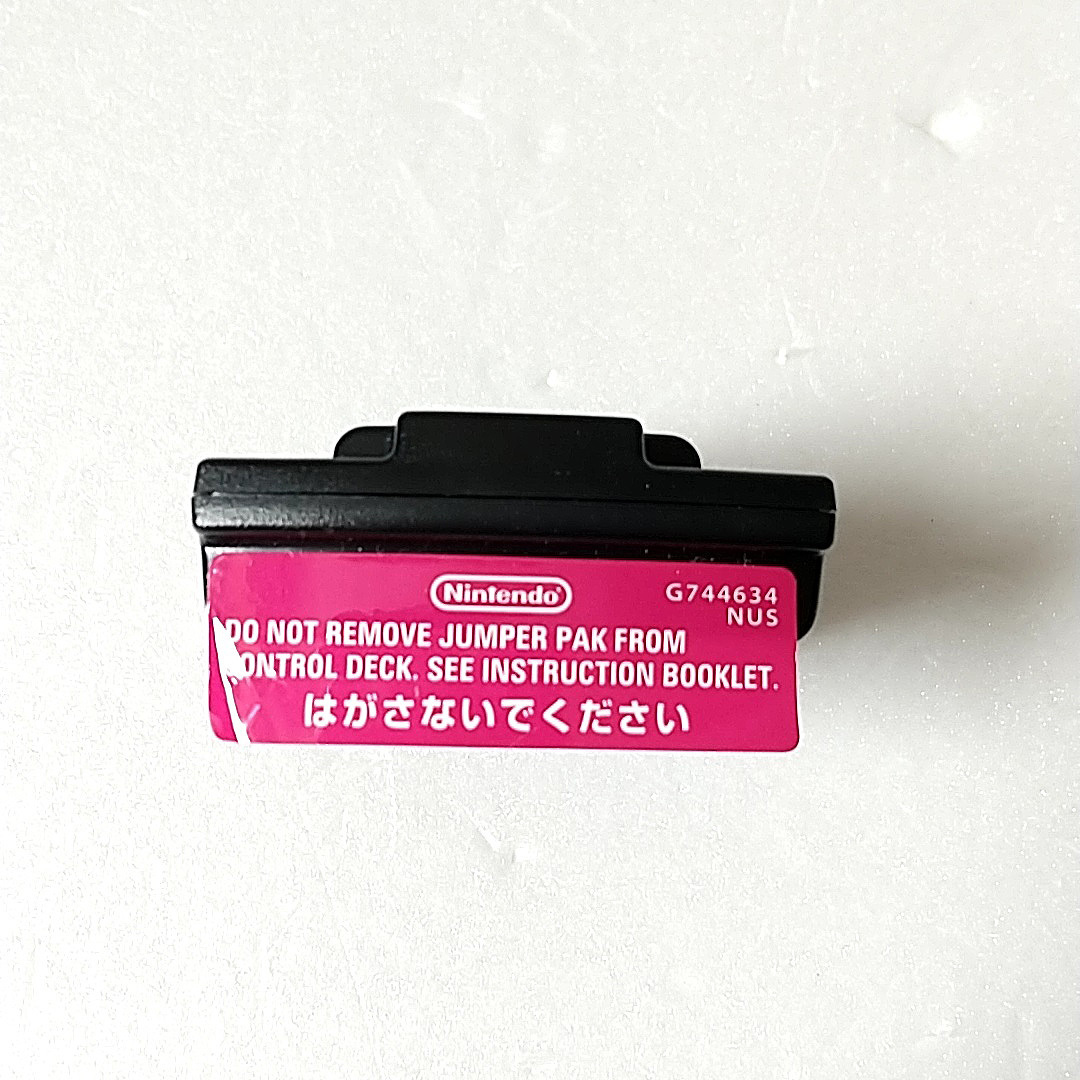 Nintendo®
G744634
NUS
DO NOT REMOVE JUMPER PAK FROM
CONTROL DECK. SEE INSTRUCTION BOOKLET.
はがさないでください